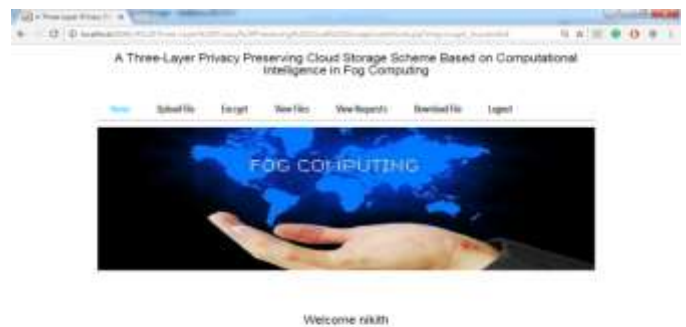 A Three-Layer Privacy Preserving Cloud Storage Scheme Based on Computational
Intelligence in Fog Computing
Home Upload File Encrypt View Files View Requests Download File Logout
FOG COMPUTING
Welcome nikith